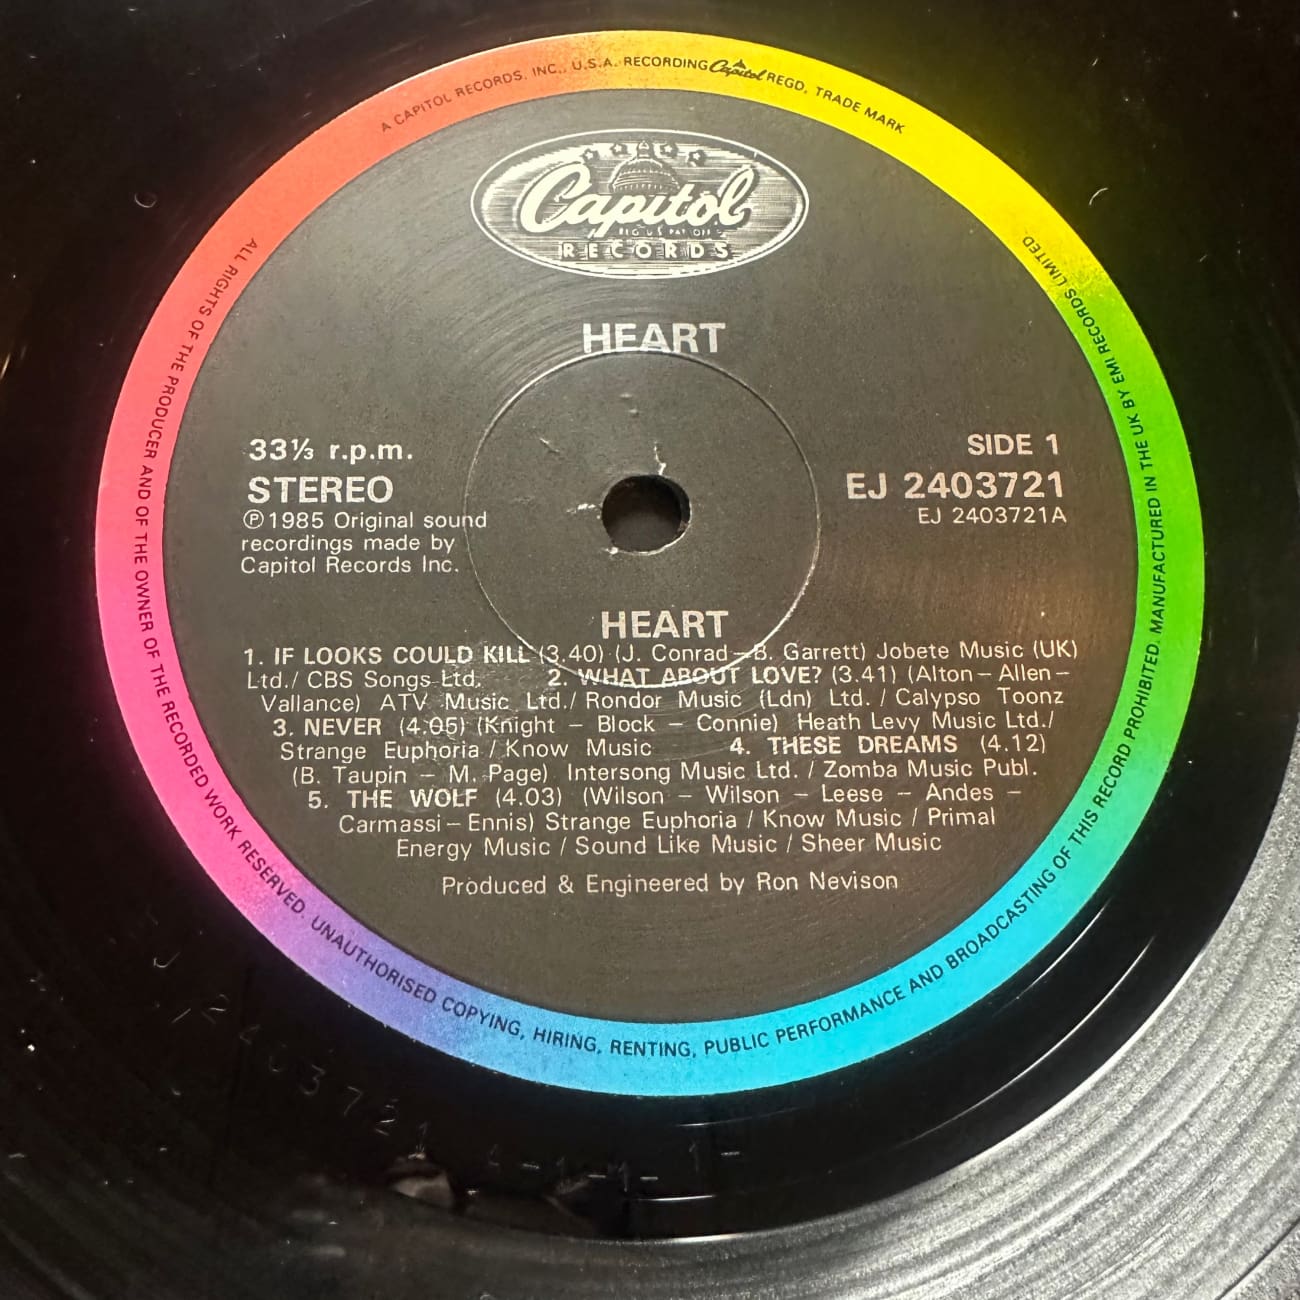 A CAPITOL RECORDS, INC., U.S.A. RECORDING Capitol REGD. TRADE MARK
Capitol
REG U S PAT OFF
RECORDS
HEART
33⅓ r.p.m.
STEREO
Ⓟ1985 Original sound
recordings made by
Capitol Records Inc.
SIDE 1
EJ 2403721
EJ 2403721A
HEART
1. IF LOOKS COULD KILL (3.40) (J. Conrad – B. Garrett) Jobete Music (UK)
Ltd./ CBS Songs Ltd. 2. WHAT ABOUT LOVE? (3.41) (Alton – Allen –
Vallance) ATV Music Ltd./ Rondor Music (Ldn) Ltd. / Calypso Toonz
3. NEVER (4.05) (Knight – Block – Connie) Heath Levy Music Ltd./
Strange Euphoria / Know Music 4. THESE DREAMS (4.12)
(B. Taupin – M. Page) Intersong Music Ltd. / Zomba Music Publ.
5. THE WOLF (4.03) (Wilson – Wilson – Leese – Andes –
Carmassi – Ennis) Strange Euphoria / Know Music / Primal
Energy Music / Sound Like Music / Sheer Music
Produced & Engineered by Ron Nevison
ALL RIGHTS OF THE PRODUCER AND OF THE OWNER OF THE RECORDED WORK RESERVED. UNAUTHORISED COPYING, HIRING, RENTING, PUBLIC PERFORMANCE AND BROADCASTING OF THIS RECORD PROHIBITED. MANUFACTURED IN THE UK BY EMI RECORDS LIMITED.